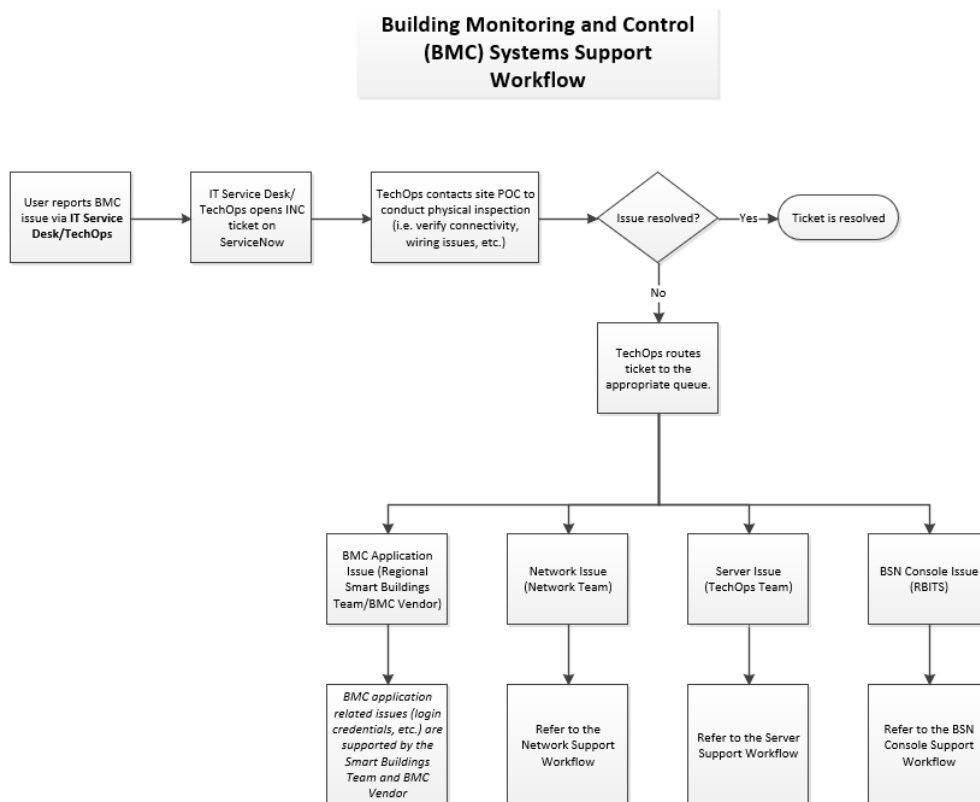 Building Monitoring and Control
(BMC) Systems Support
Workflow
User reports BMC
issue via IT Service
Desk/TechOps
IT Service Desk/
TechOps opens INC
ticket on
ServiceNow
TechOps contacts site POC to
conduct physical inspection
(i.e. verify connectivity,
wiring issues, etc.)
Issue resolved?
Yes
Ticket is resolved
No
TechOps routes
ticket to the
appropriate queue.
BMC Application
Issue (Regional
Smart Buildings
Team/BMC Vendor)
Network Issue
(Network Team)
Server Issue
(TechOps Team)
BSN Console Issue
(RBITS)
BMC application
related issues (login
credentials, etc.) are
supported by the
Smart Buildings
Team and BMC
Vendor
Refer to the
Network Support
Workflow
Refer to the Server
Support Workflow
Refer to the BSN
Console Support
Workflow